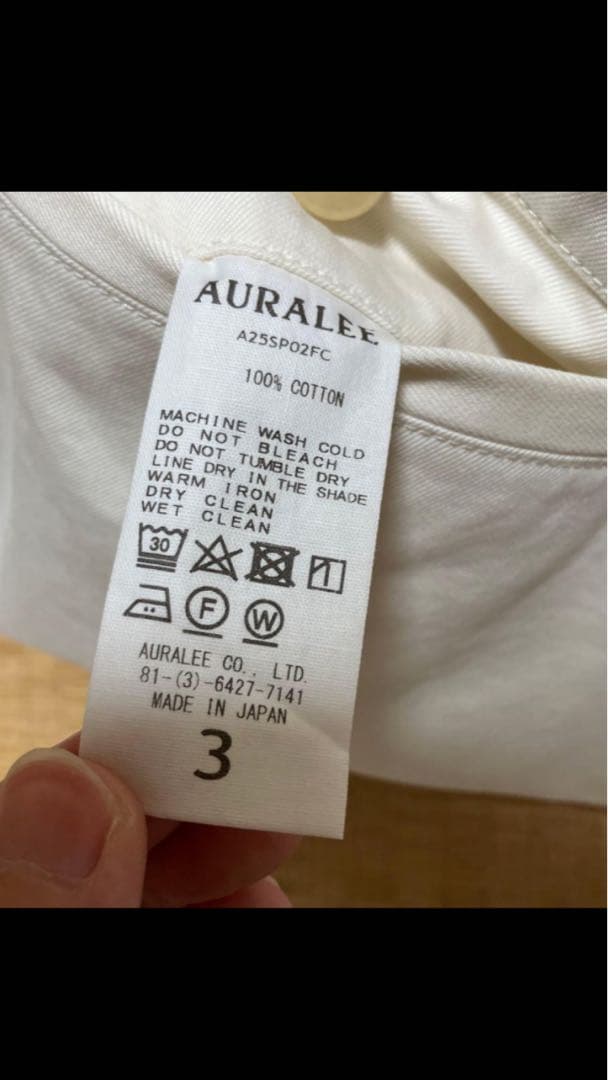 AURALEE
A25SP02FC
100% COTTON
MACHINE WASH COLD
DO NOT BLEACH
DO NOT TUMBLE DRY
LINE DRY IN THE SHADE
WARM IRON
DRY CLEAN
WET CLEAN
30
F W
AURALEE CO., LTD.
81-(3)-6427-7141
MADE IN JAPAN
3